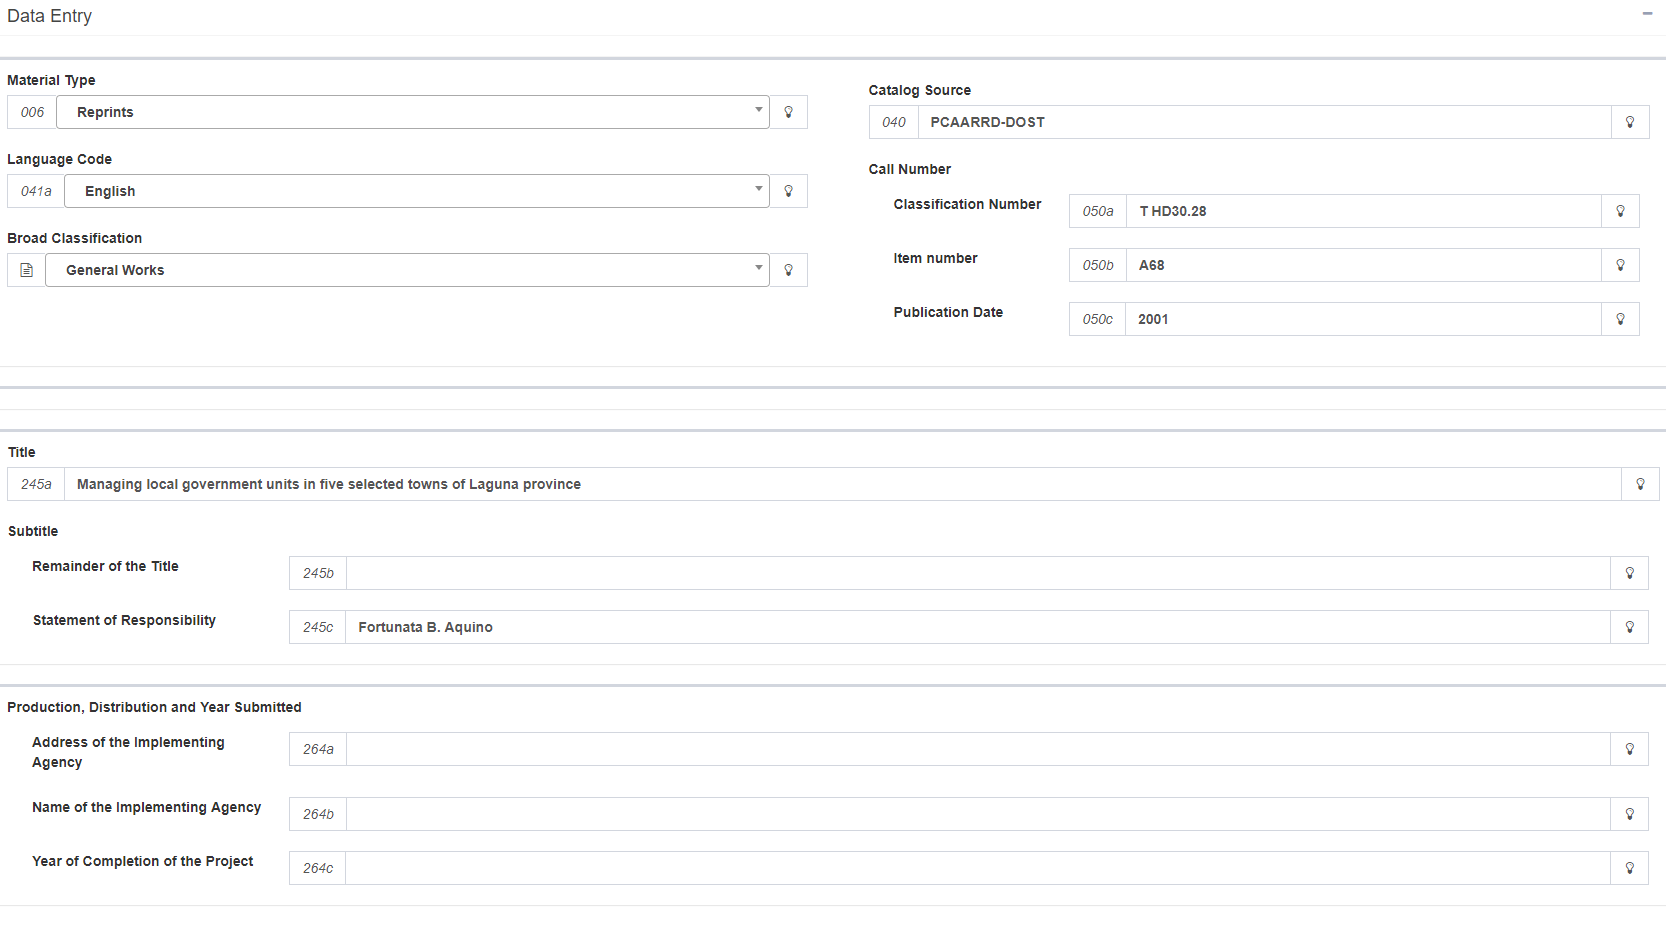 Data Entry
Material Type
006 Reprints
Language Code
041a English
Broad Classification
General Works
Catalog Source
040 PCAARRD-DOST
Call Number
Classification Number 050a T HD30.28
Item number 050b A68
Publication Date 050c 2001
Title
245a Managing local government units in five selected towns of Laguna province
Subtitle
Remainder of the Title 245b
Statement of Responsibility 245c Fortunata B. Aquino
Production, Distribution and Year Submitted
Address of the Implementing
Agency
264a
Name of the Implementing Agency 264b
Year of Completion of the Project 264c